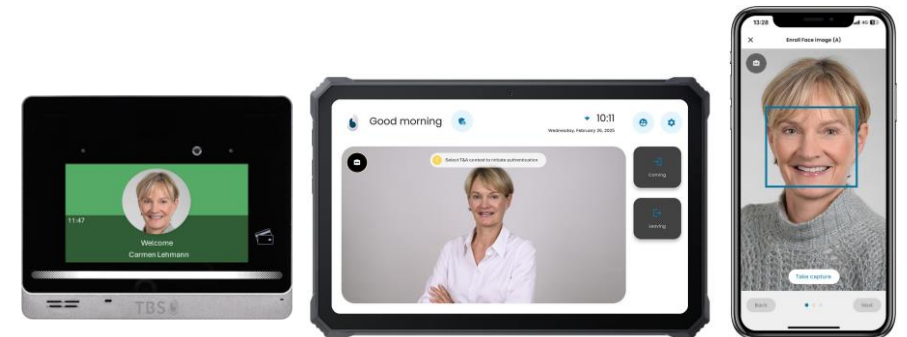 11:47
Welcome
Carmen Lehmann
TBS
Good morning
10:11
Wednesday, February 26, 2025
Select T&A context to initiate authentication
Coming
Leaving
13:28
4G
Enroll Face Image (A)
Take capture
Back
Next